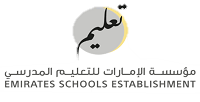 تعليم
مؤسسة الإمارات للتعليم المدرسي
EMIRATES SCHOOLS ESTABLISHMENT